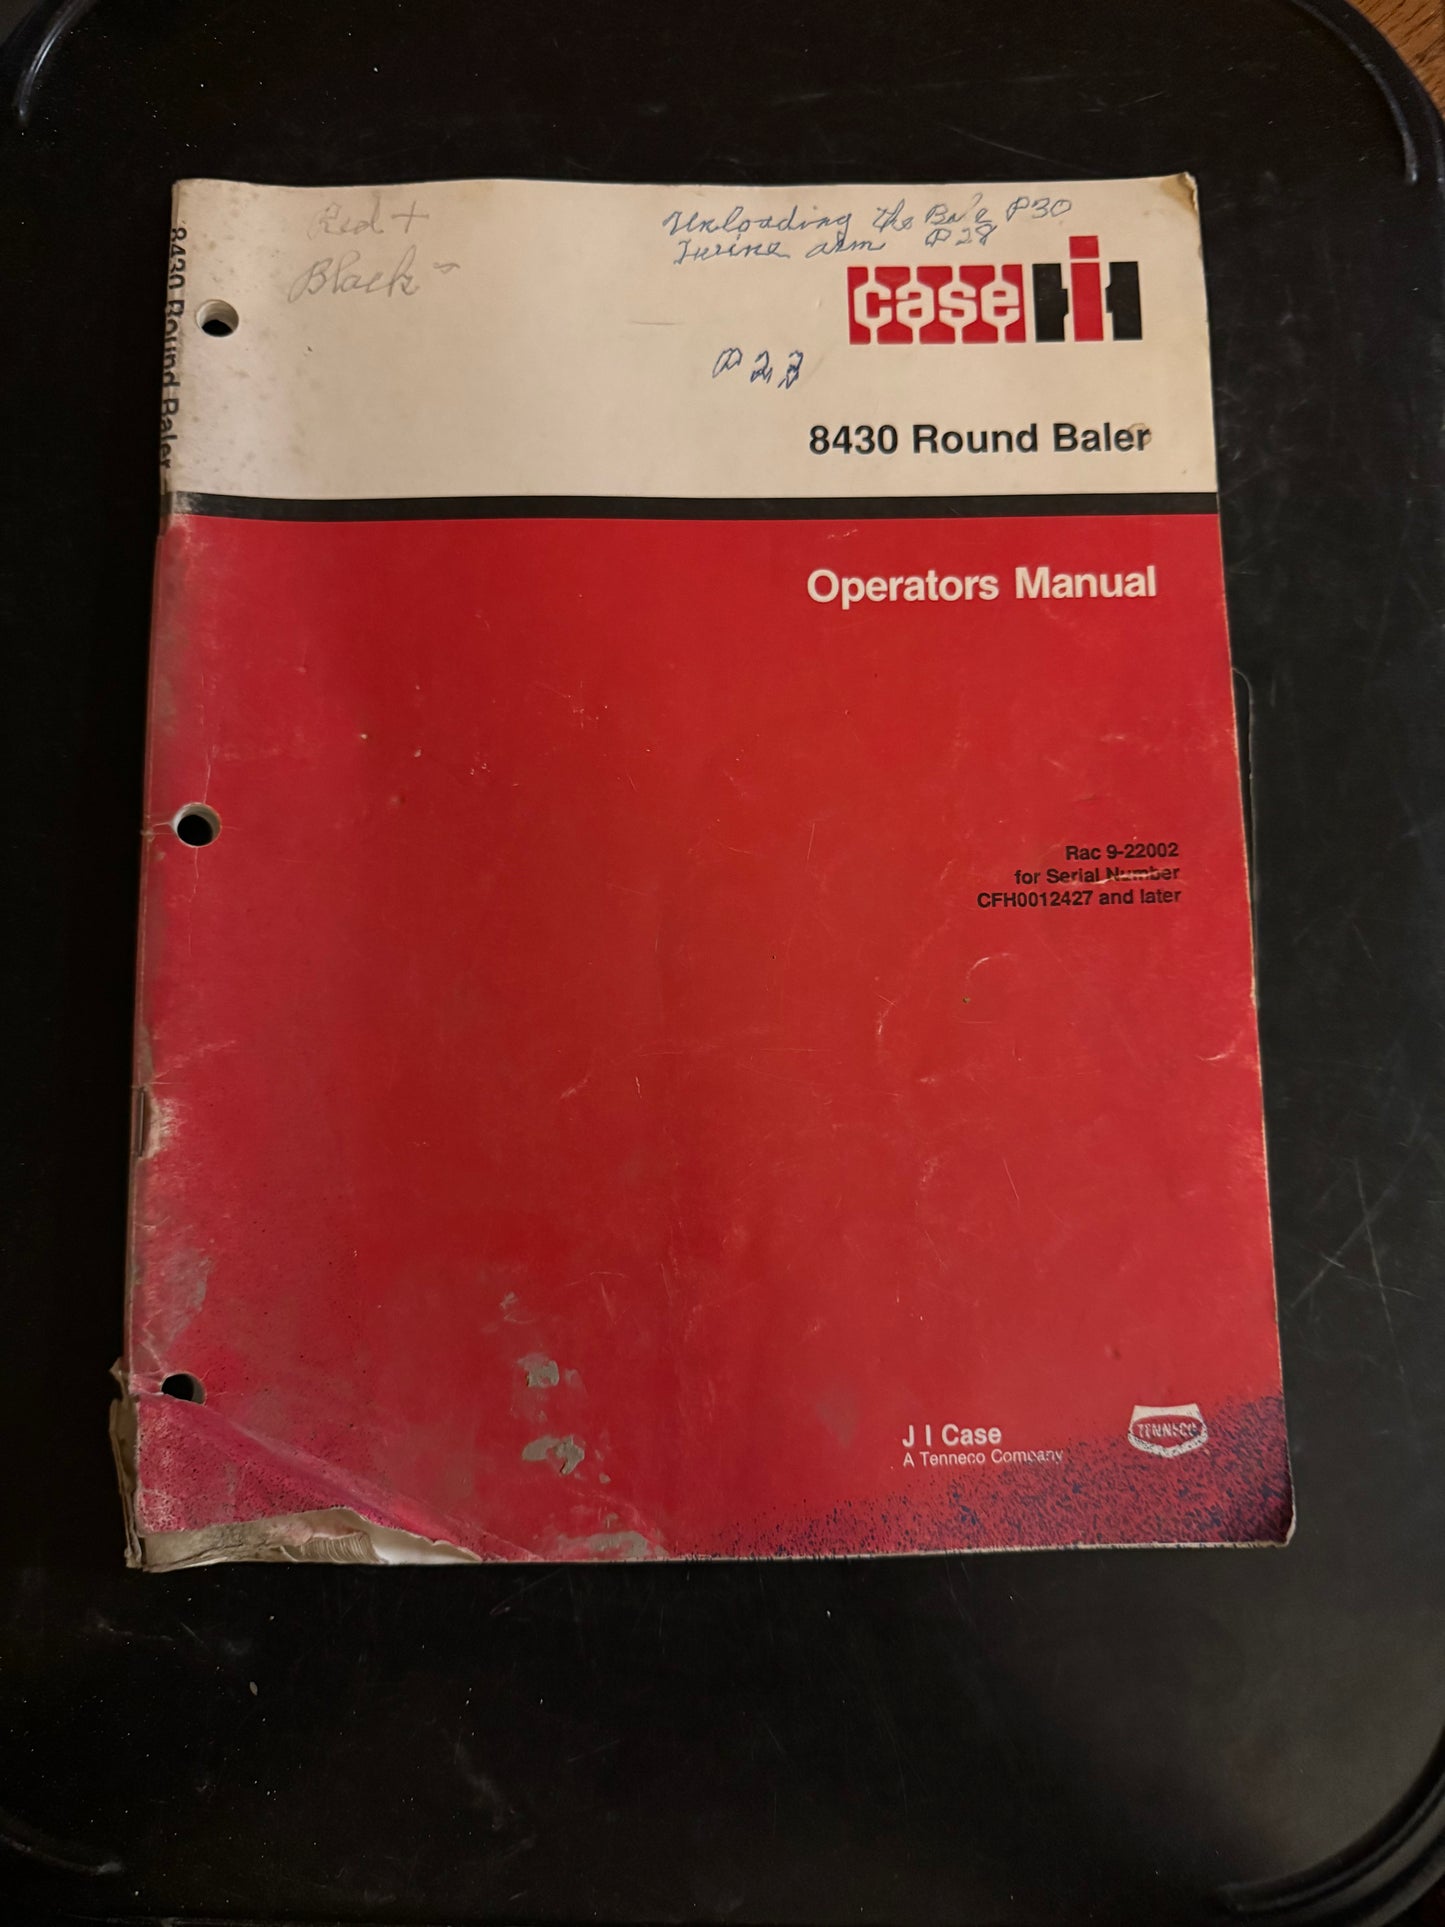 8430 Round Baler
Red +
Black -
Unloading the Bale P30
Twine arm P28
case IH
P 22
8430 Round Baler
Operators Manual
Rac 9-22002
for Serial Number
CFH0012427 and later
J I Case
A Tenneco Company
TENNECO